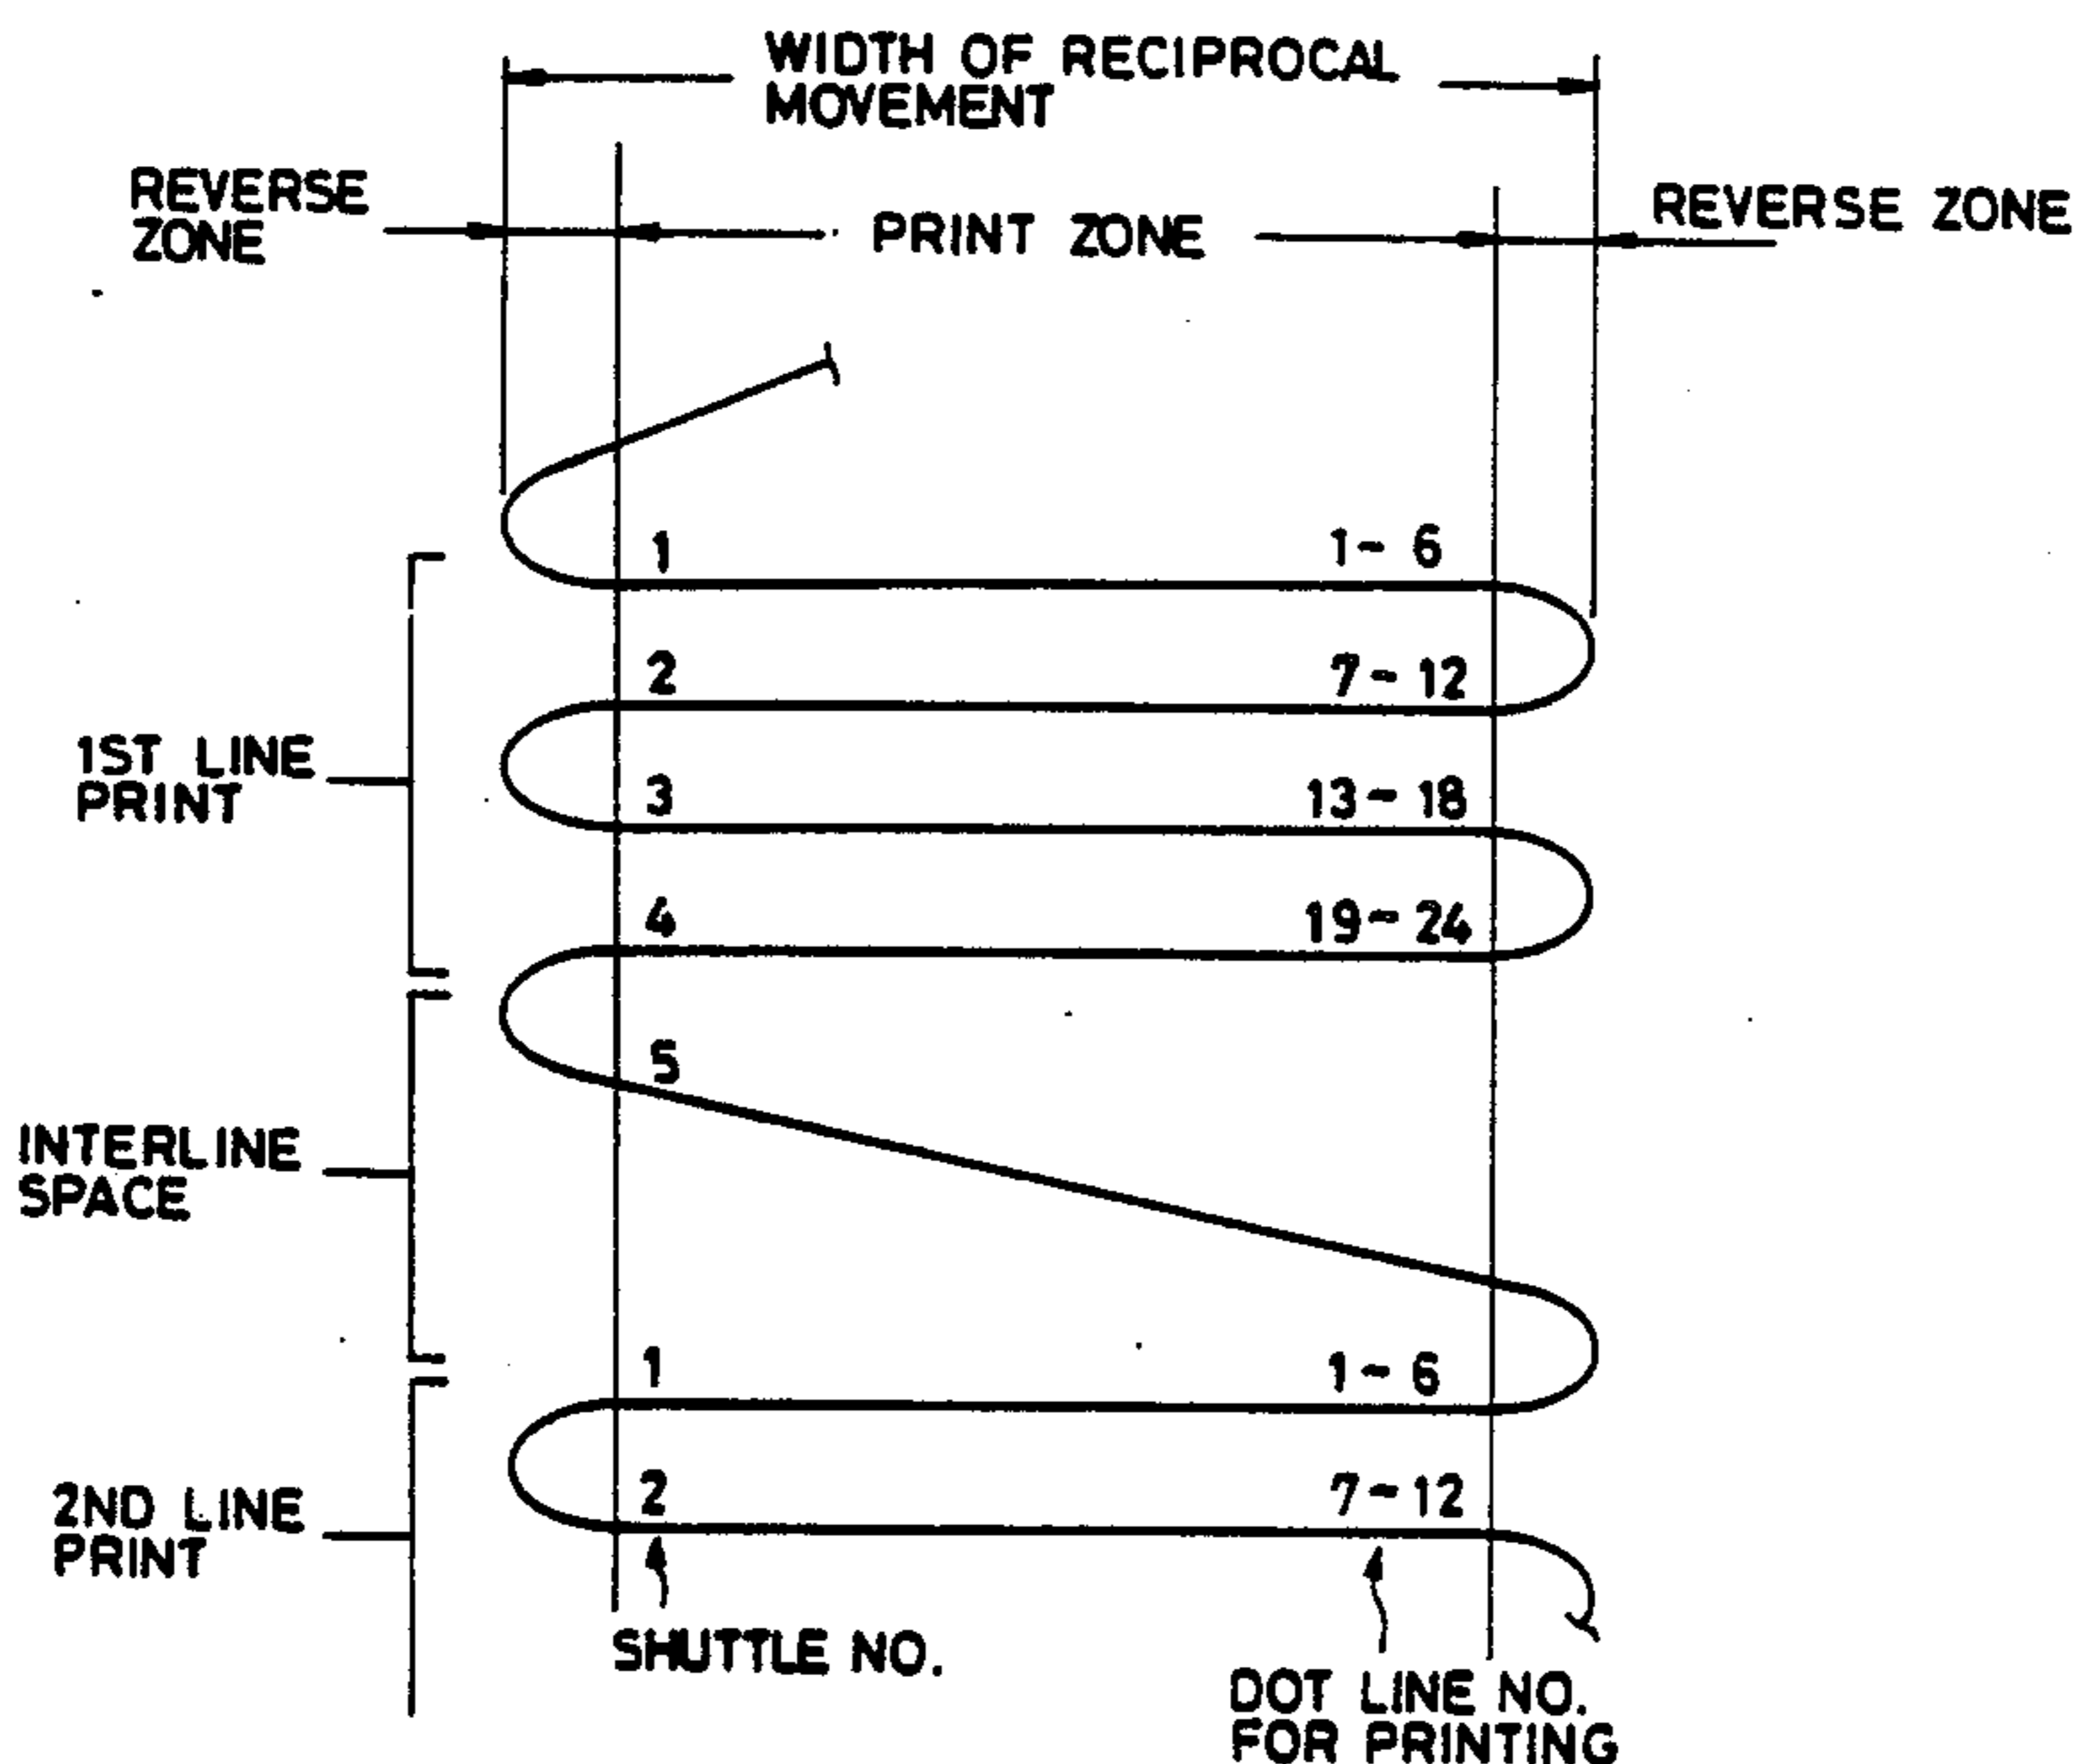 WIDTH OF RECIPROCAL
MOVEMENT
REVERSE
ZONE
PRINT ZONE
REVERSE ZONE
1
1- 6
2
7- 12
1ST LINE
PRINT
3
13- 18
4
19- 24
5
INTERLINE
SPACE
1
1- 6
2ND LINE
PRINT
2
7-12
SHUTTLE NO.
DOT LINE NO.
FOR PRINTING